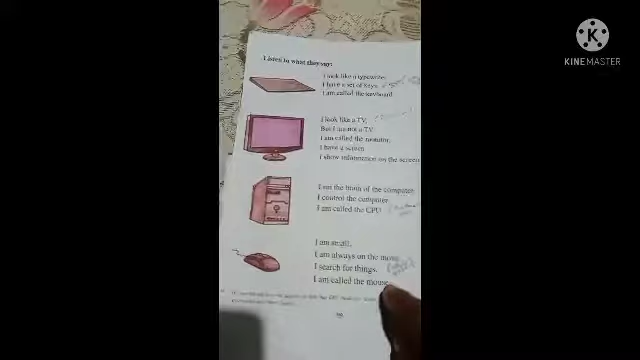 KINEMASTER
Listen to what they say:
I look like a typewriter.
I have a set of keys.
I am called the keyboard.
I look like a TV,
But I am not a TV.
I am called the monitor.
I have a screen
I show information on the screen
I am the brain of the computer.
I control the computer.
I am called the CPU.
I am small,
I am always on the move
I search for things.
I am called the mouse.